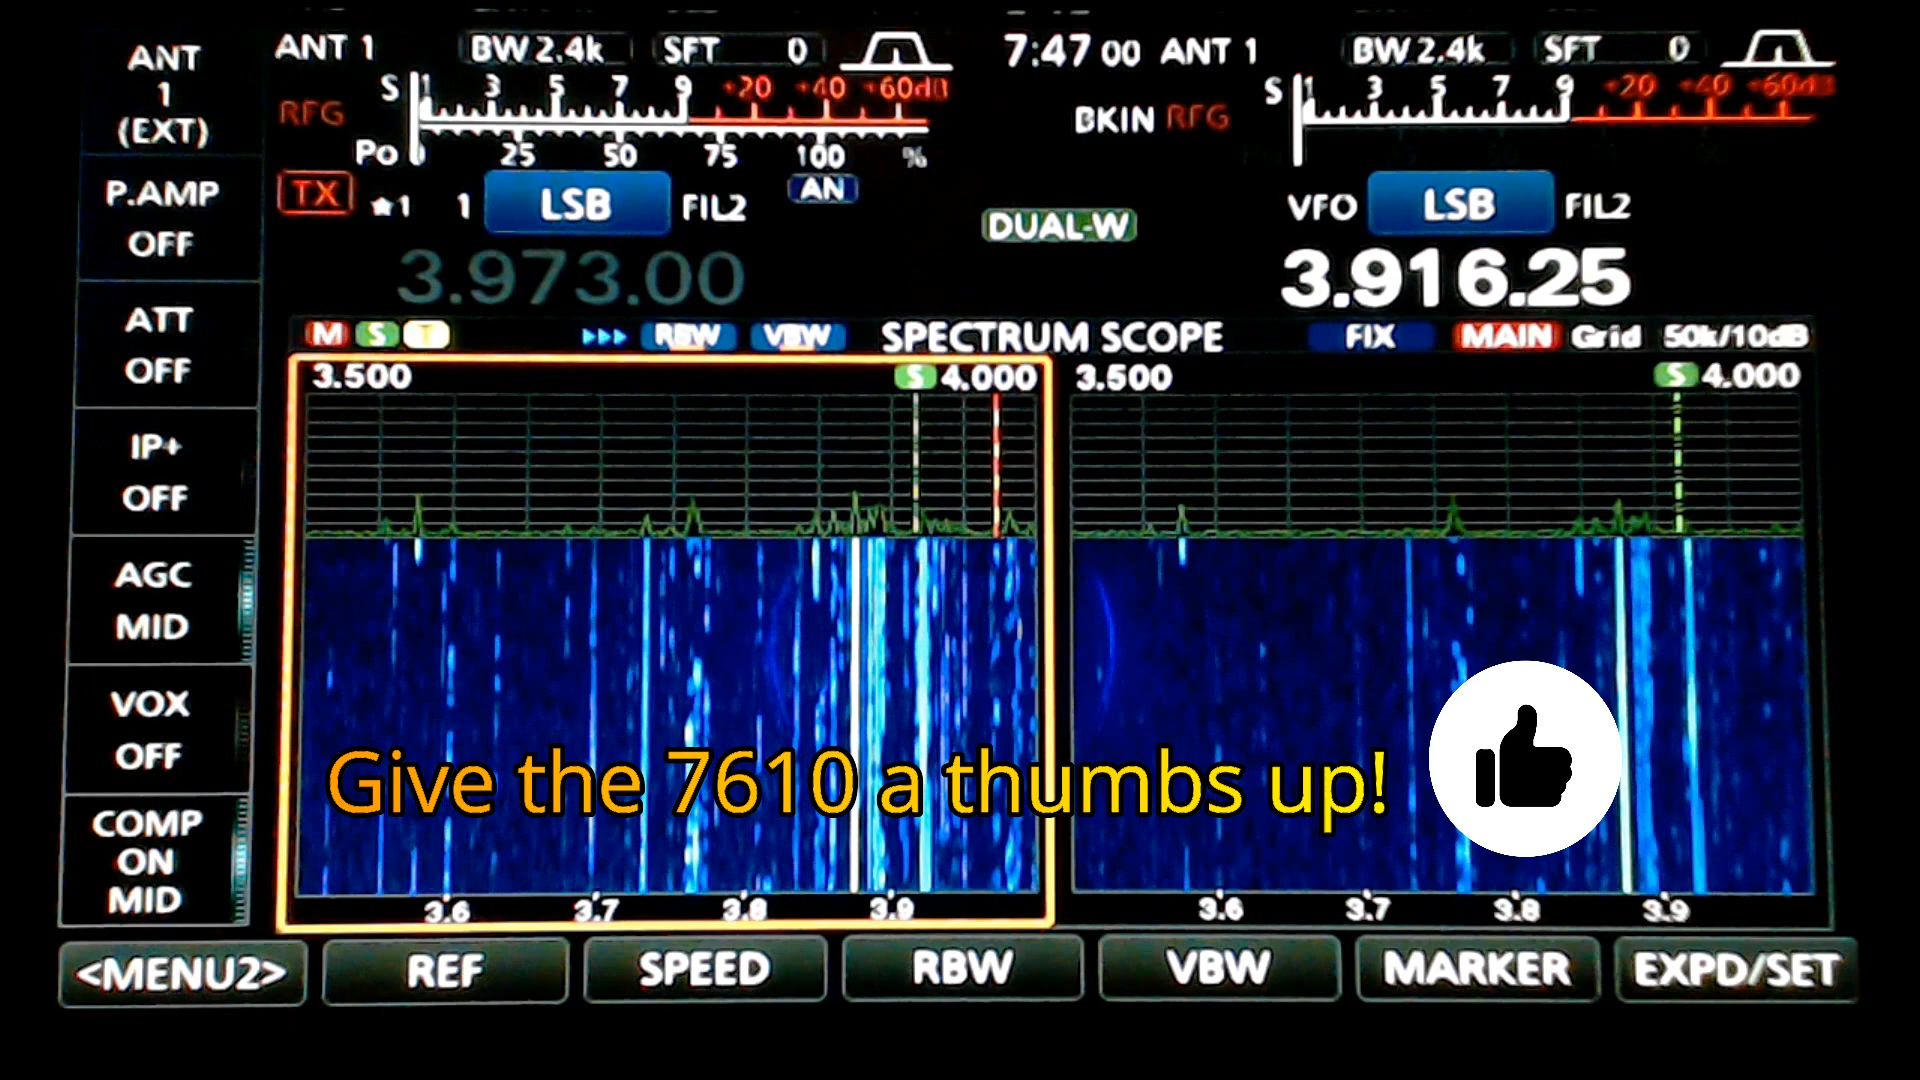 ANT
1
(EXT)
P.AMP
OFF
ATT
OFF
IP+
OFF
AGC
MID
VOX
OFF
COMP
ON
MID
ANT 1 BW 2.4k SFT 0
S 1 3 5 7 9 +20 +40 +60dB
RFG
Po 0 25 50 75 100 %
TX ★1 1 LSB FIL2 AN
3.973.00
7:47 00 ANT 1 BW 2.4k SFT 0
S 1 3 5 7 9 +20 +40 +60dB
BKIN RFG
DUAL-W
VFO LSB FIL2
3.916.25
M S T RBW VBW SPECTRUM SCOPE FIX MAIN Grid 50k/10dB
3.500 S 4.000
3.500 S 4.000
Give the 7610 a thumbs up!
3.6 3.7 3.8 3.9
3.6 3.7 3.8 3.9
<MENU2> REF SPEED RBW VBW MARKER EXPD/SET